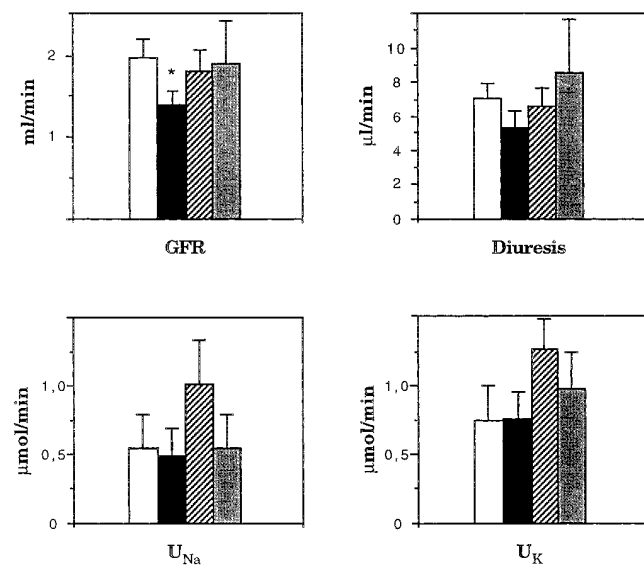 ml/min
2
1
*
GFR
µl/min
10
8
6
4
2
0
Diuresis
µmol/min
1,0
0,5
0
U_Na
µmol/min
1,0
0,5
0
U_K